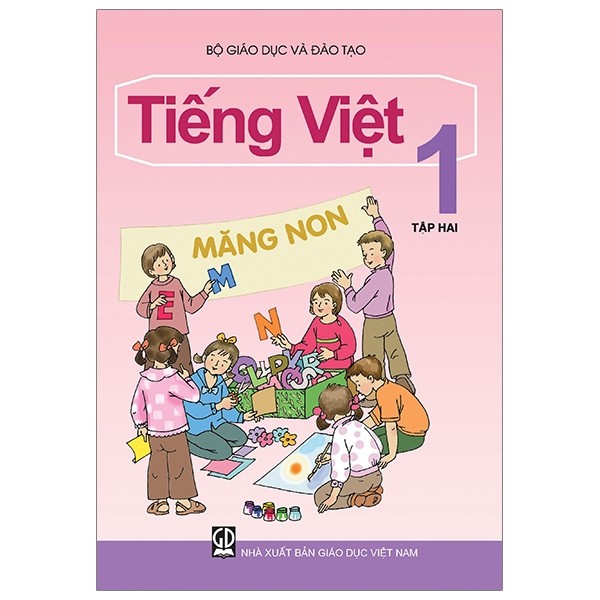 BỘ GIÁO DỤC VÀ ĐÀO TẠO
Tiếng Việt
1
TẬP HAI
MĂNG NON
M
E
N
GD
NHÀ XUẤT BẢN GIÁO DỤC VIỆT NAM